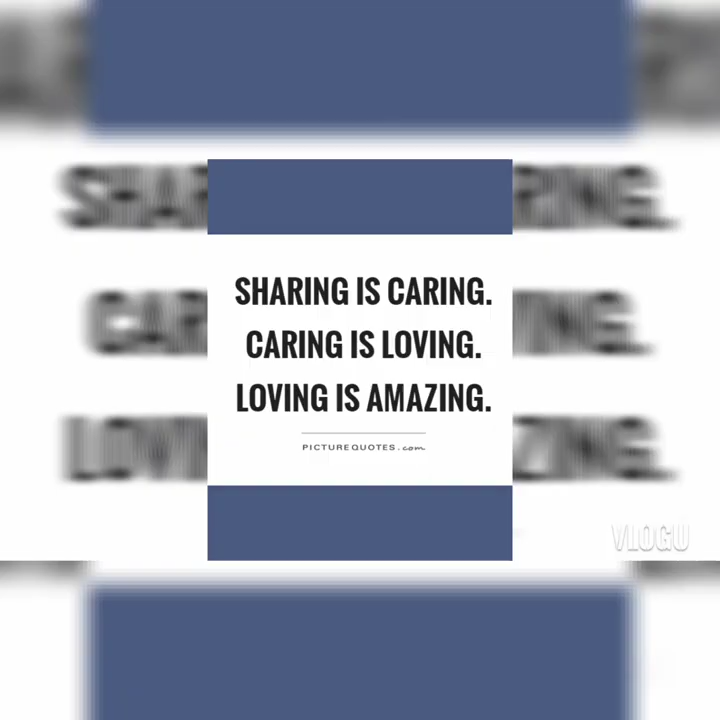 SHARING IS CARING.
CARING IS LOVING.
LOVING IS AMAZING.
PICTUREQUOTES.com
VLOGU